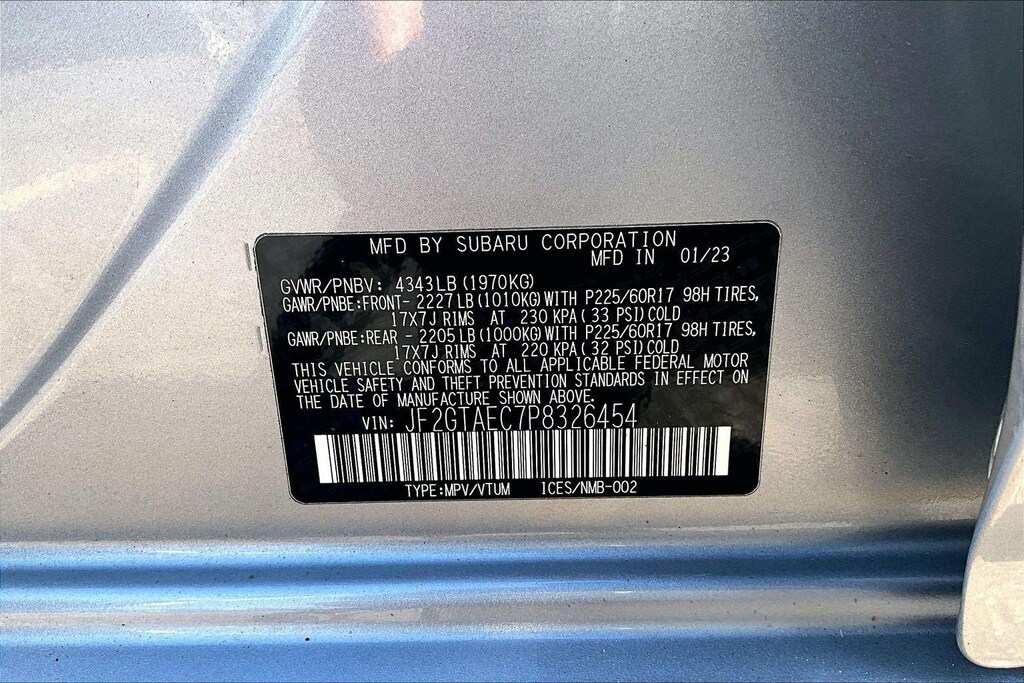 MFD BY SUBARU CORPORATION
MFD IN 01/23
GVWR/PNBV: 4343LB(1970KG)
GAWR/PNBE:FRONT- 2227LB(1010KG)WITH P225/60R17 98H TIRES,
17X7J RIMS AT 230 KPA(33 PSI)COLD
GAWR/PNBE:REAR - 2205LB(1000KG)WITH P225/60R17 98H TIRES,
17X7J RIMS AT 220 KPA(32 PSI)COLD
THIS VEHICLE CONFORMS TO ALL APPLICABLE FEDERAL MOTOR
VEHICLE SAFETY AND THEFT PREVENTION STANDARDS IN EFFECT ON
THE DATE OF MANUFACTURE SHOWN ABOVE.
VIN: JF2GTAEC7P8326454
TYPE:MPV/VTUM ICES/NMB-002